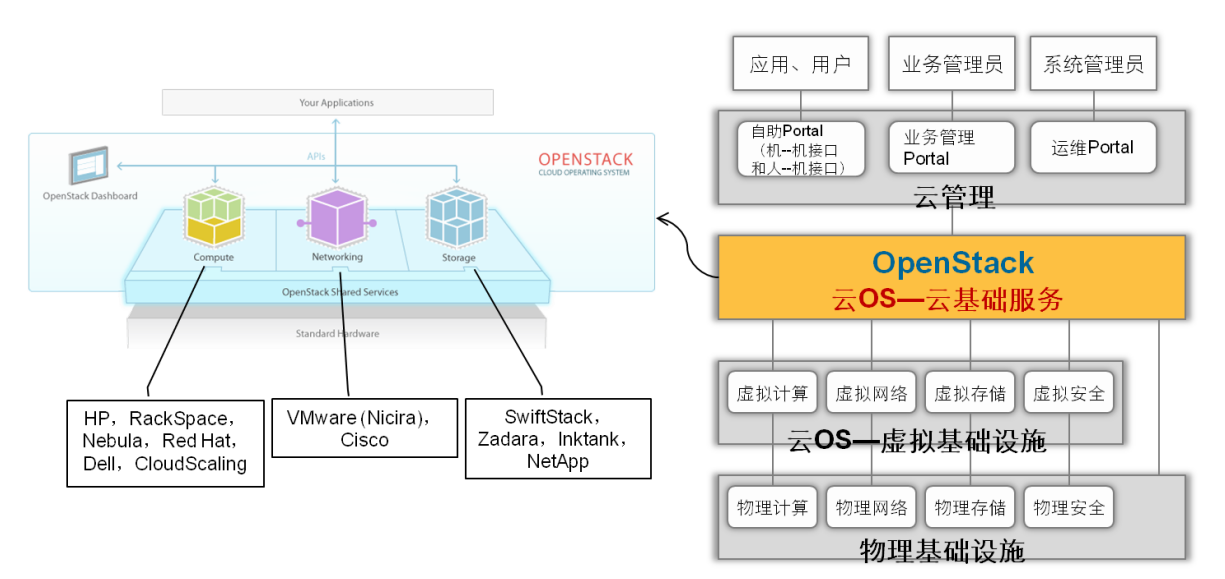 Your Applications
APIs
OPENSTACK
CLOUD OPERATING SYSTEM
OpenStack Dashboard
Compute
Networking
Storage
OpenStack Shared Services
Standard Hardware
HP，RackSpace，
Nebula，Red Hat，
Dell，CloudScaling
VMware (Nicira)，
Cisco
SwiftStack，
Zadara，Inktank，
NetApp
应用、用户
业务管理员
系统管理员
自助Portal
（机--机接口
和人--机接口）
业务管理
Portal
运维Portal
云管理
OpenStack
云OS—云基础服务
虚拟计算
虚拟网络
虚拟存储
虚拟安全
云OS—虚拟基础设施
物理计算
物理网络
物理存储
物理安全
物理基础设施